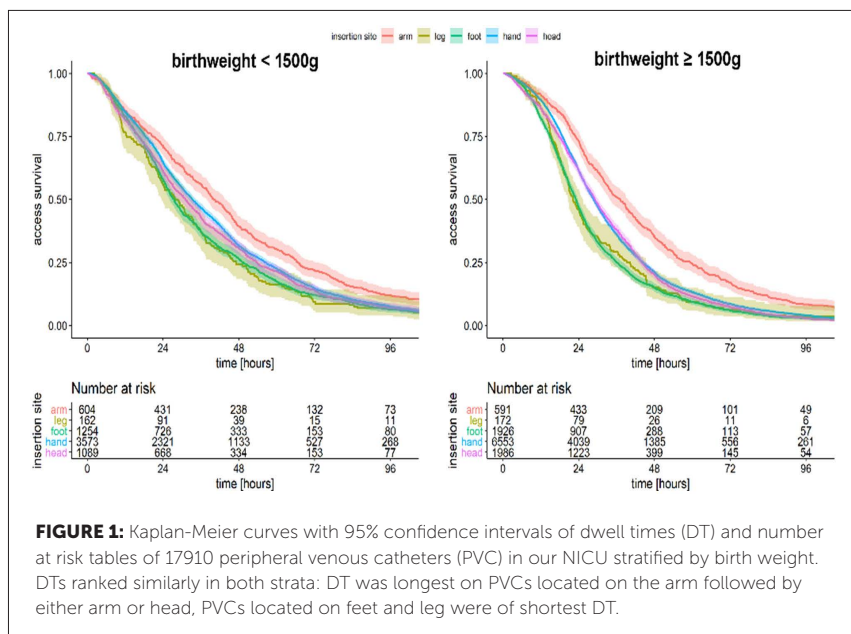 insertion site arm leg foot hand head
birthweight < 1500g
access survival
1.00
0.75
0.50
0.25
0.00
0 24 48 72 96
time [hours]
Number at risk
insertion site
arm 604 431 238 132 73
leg 162 91 39 15 11
foot 1254 726 333 153 80
hand 3573 2321 1133 527 268
head 1089 668 334 153 77
0 24 48 72 96
time [hours]
birthweight ≥ 1500g
access survival
1.00
0.75
0.50
0.25
0.00
0 24 48 72 96
time [hours]
Number at risk
insertion site
arm 591 433 209 101 49
leg 172 79 26 11 6
foot 1926 907 288 113 57
hand 6553 4039 1385 556 261
head 1986 1223 399 145 54
0 24 48 72 96
time [hours]
FIGURE 1: Kaplan-Meier curves with 95% confidence intervals of dwell times (DT) and number
at risk tables of 17910 peripheral venous catheters (PVC) in our NICU stratified by birth weight.
DTs ranked similarly in both strata: DT was longest on PVCs located on the arm followed by
either arm or head, PVCs located on feet and leg were of shortest DT.